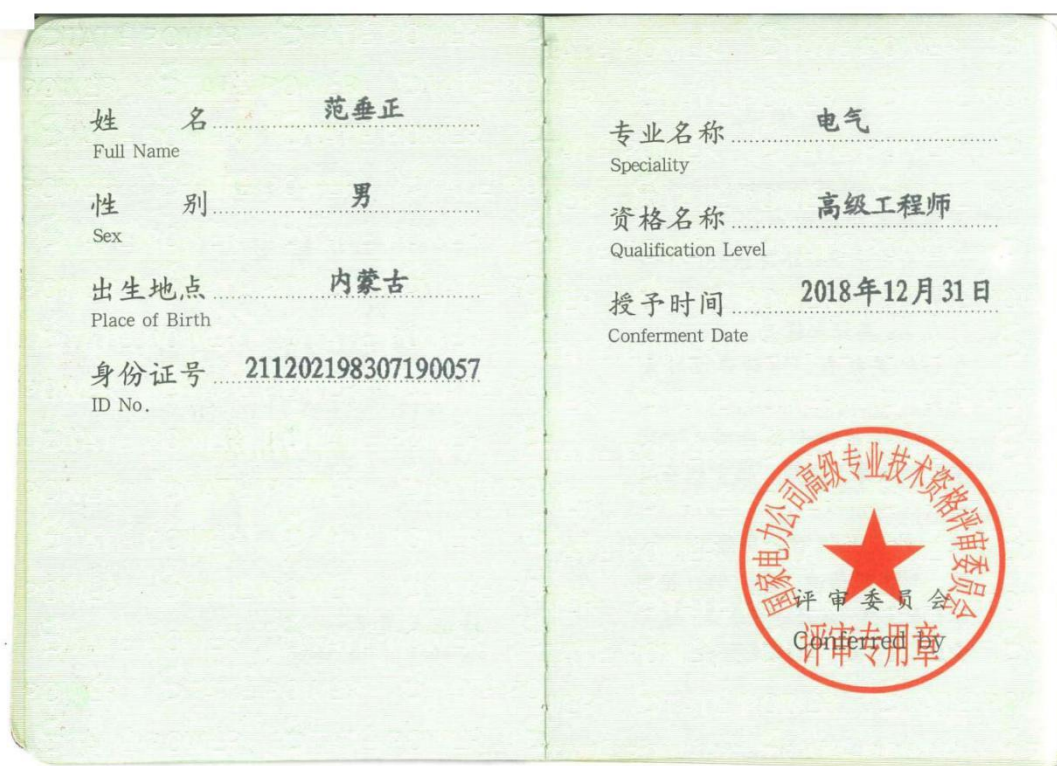 姓名 范垂正
Full Name
性别 男
Sex
出生地点 内蒙古
Place of Birth
身份证号 211202198307190057
ID No.
专业名称 电气
Speciality
资格名称 高级工程师
Qualification Level
授予时间 2018年12月31日
Conferment Date
国家电力公司高级专业技术资格评审委员会
评审委员会
Conferred by
评审专用章